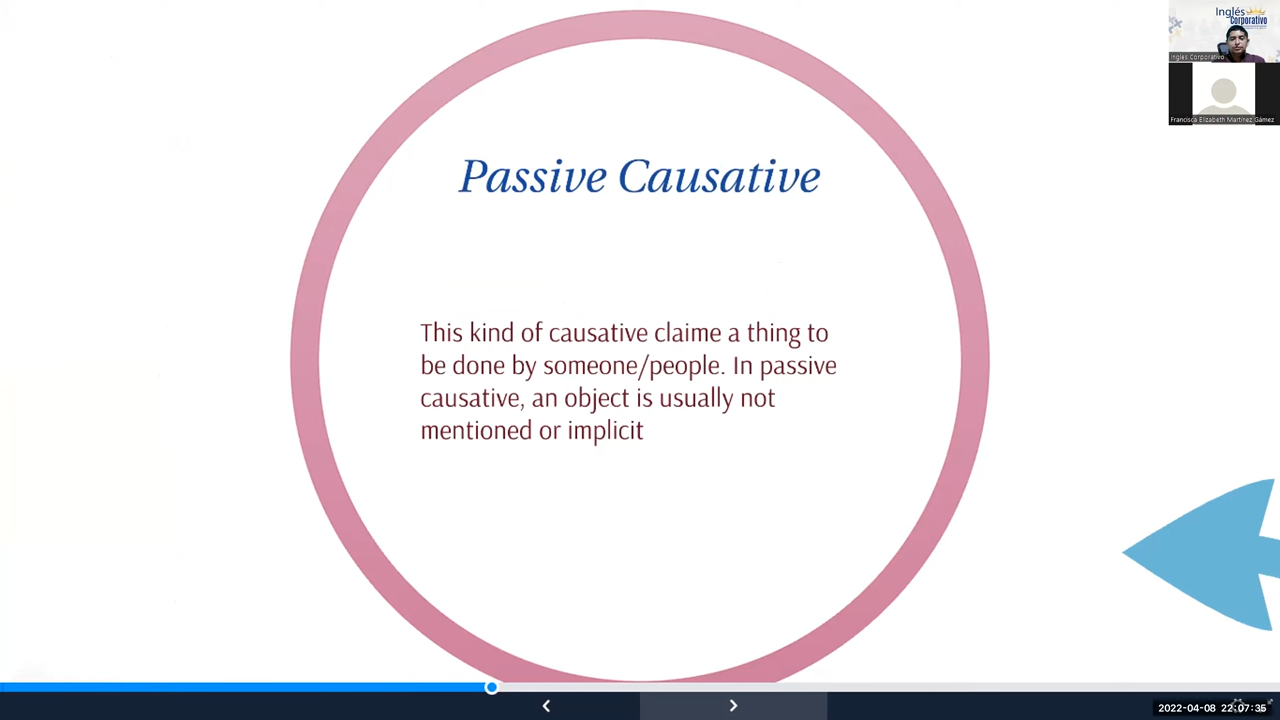 Inglés
Corporativo
Inglés Corporativo
Francisca Elizabeth Martínez Gámez
Passive Causative
This kind of causative claime a thing to
be done by someone/people. In passive
causative, an object is usually not
mentioned or implicit
2022-04-08 22:07:35